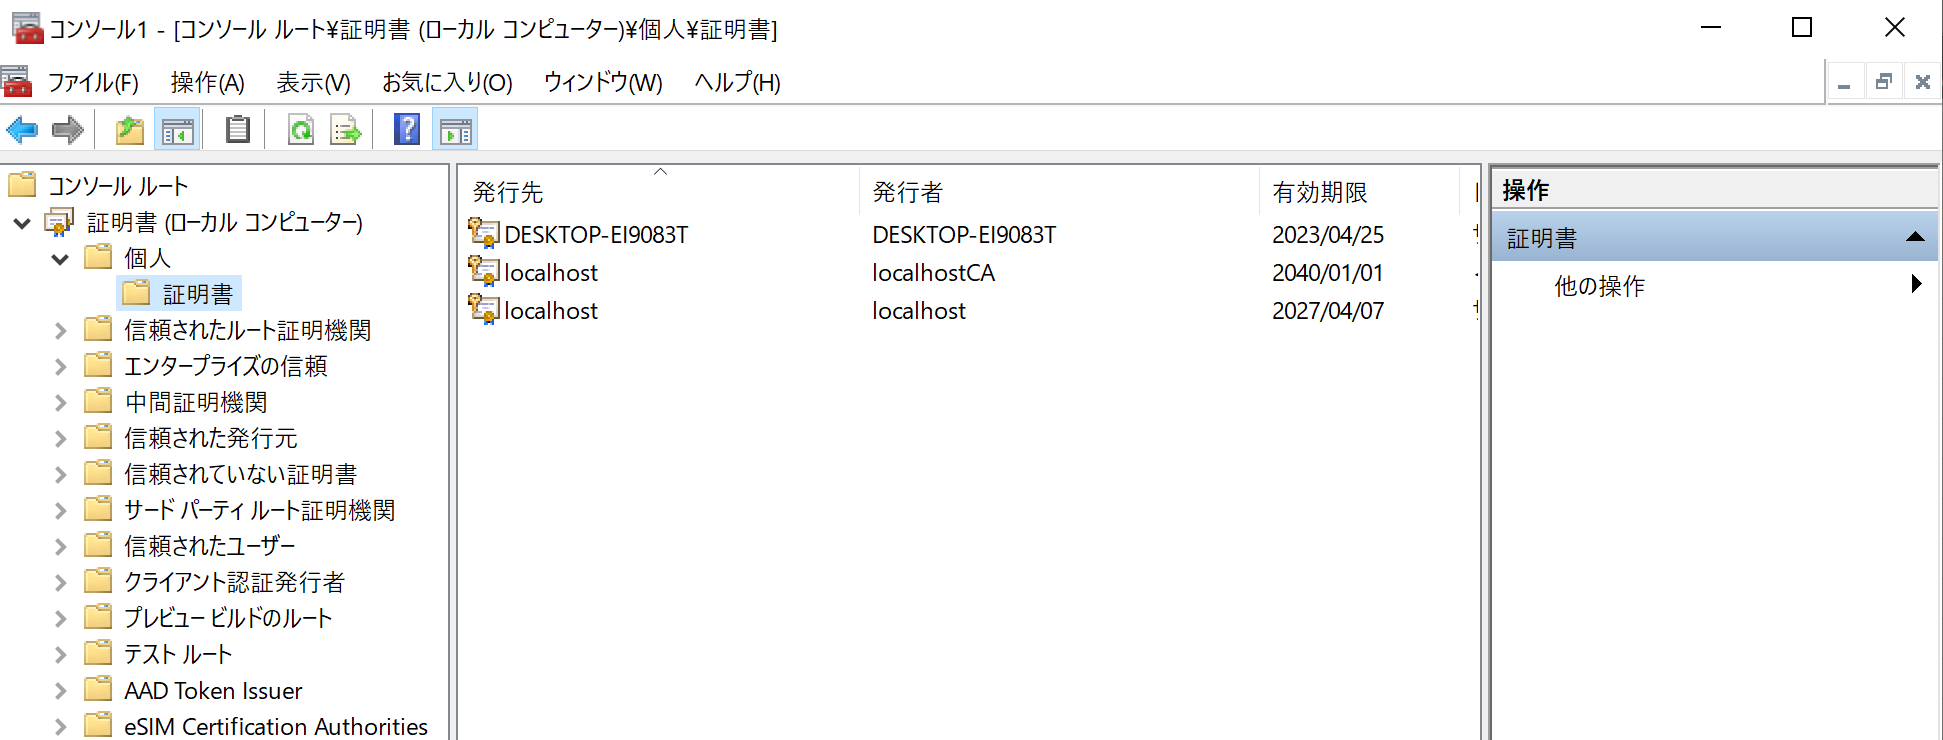 コンソール1 - [コンソール ルート¥証明書 (ローカル コンピューター)¥個人¥証明書]
ファイル(F) 操作(A) 表示(V) お気に入り(O) ウィンドウ(W) ヘルプ(H)
コンソール ルート
証明書 (ローカル コンピューター)
個人
証明書
信頼されたルート証明機関
エンタープライズの信頼
中間証明機関
信頼された発行元
信頼されていない証明書
サード パーティ ルート証明機関
信頼されたユーザー
クライアント認証発行者
プレビュー ビルドのルート
テスト ルート
AAD Token Issuer
eSIM Certification Authorities
発行先 発行者 有効期限
DESKTOP-EI9083T DESKTOP-EI9083T 2023/04/25
localhost localhostCA 2040/01/01
localhost localhost 2027/04/07
操作
証明書
他の操作